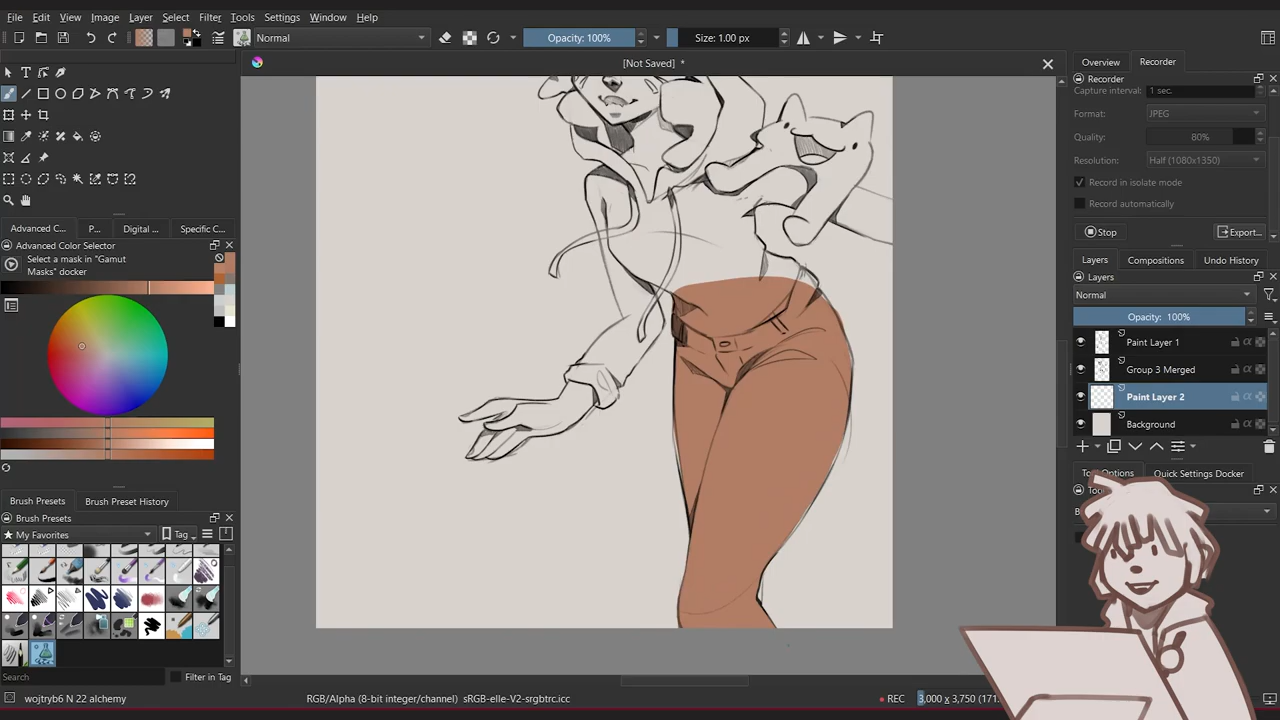 File Edit View Image Layer Select Filter Tools Settings Window Help
Normal Opacity: 100% Size: 1.00 px
[Not Saved] *
Overview Recorder
Recorder
Capture interval: 1 sec.
Format: JPEG
Quality: 80%
Resolution: Half (1080x1350)
Record in isolate mode
Record automatically
Stop Export...
Advanced C... P... Digital ... Specific C...
Advanced Color Selector
Select a mask in "Gamut
Masks" docker
Layers Compositions Undo History
Layers
Normal
Opacity: 100%
Paint Layer 1
Group 3 Merged
Paint Layer 2
Background
Quick Settings Docker
Brush Presets Brush Preset History
Brush Presets
My Favorites Tag
Search Filter in Tag
wojtryb6 N 22 alchemy RGB/Alpha (8-bit integer/channel) sRGB-elle-V2-srgbtrc.icc REC 3,000 x 3,750 (171.